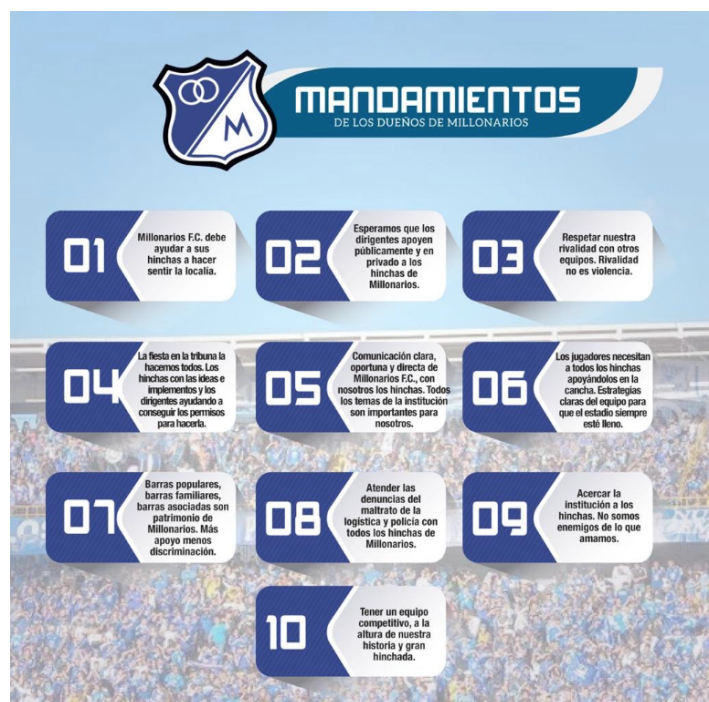 M
MANDAMIENTOS
DE LOS DUEÑOS DE MILLONARIOS
01
Millonarios F.C. debe
ayudar a sus
hinchas a hacer
sentir la localía.
02
Esperamos que los
dirigentes apoyen
públicamente y en
privado a los
hinchas de
Millonarios.
03
Respetar nuestra
rivalidad con otros
equipos. Rivalidad
no es violencia.
04
La fiesta en la tribuna la
hacemos todos. Los
hinchas con las ideas e
implementos y los
dirigentes ayudando a
conseguir los permisos
para hacerla.
05
Comunicación clara,
oportuna y directa de
Millonarios F.C., con
nosotros los hinchas. Todos
los temas de la institución
son importantes para
nosotros.
06
Los jugadores necesitan
a todos los hinchas
apoyándolos en la
cancha. Estrategias
claras del equipo para
que el estadio siempre
esté lleno.
07
Barras populares,
barras familiares,
barras asociadas son
patrimonio de
Millonarios. Más
apoyo menos
discriminación.
08
Atender las
denuncias del
maltrato de la
logística y policía con
todos los hinchas de
Millonarios.
09
Acercar la
institución a los
hinchas. No somos
enemigos de lo que
amamos.
10
Tener un equipo
competitivo, a la
altura de nuestra
historia y gran
hinchada.